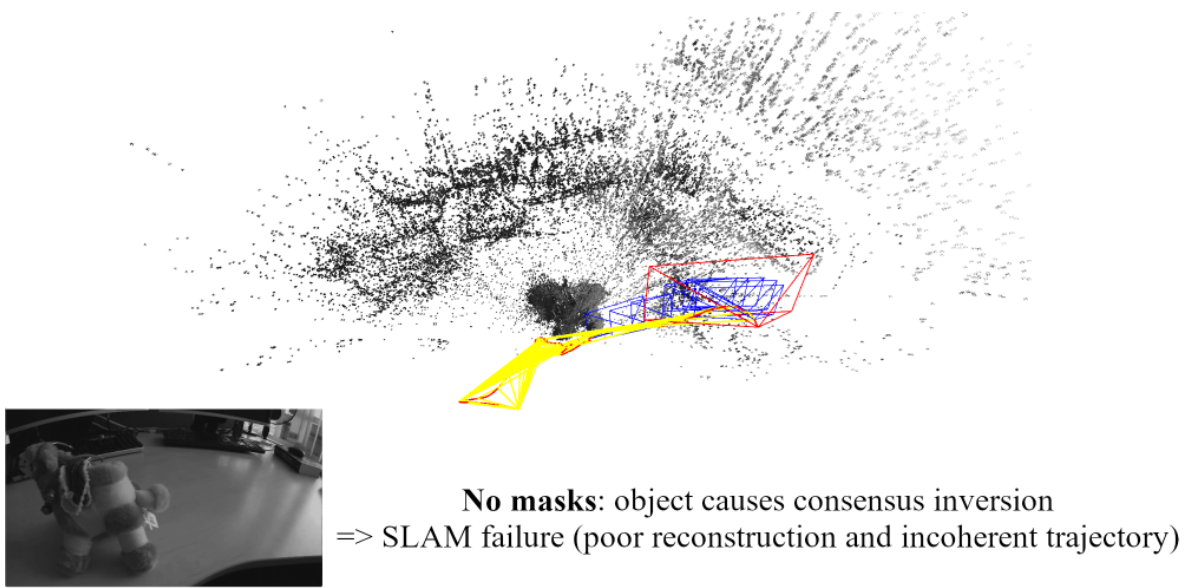 No masks: object causes consensus inversion
=> SLAM failure (poor reconstruction and incoherent trajectory)